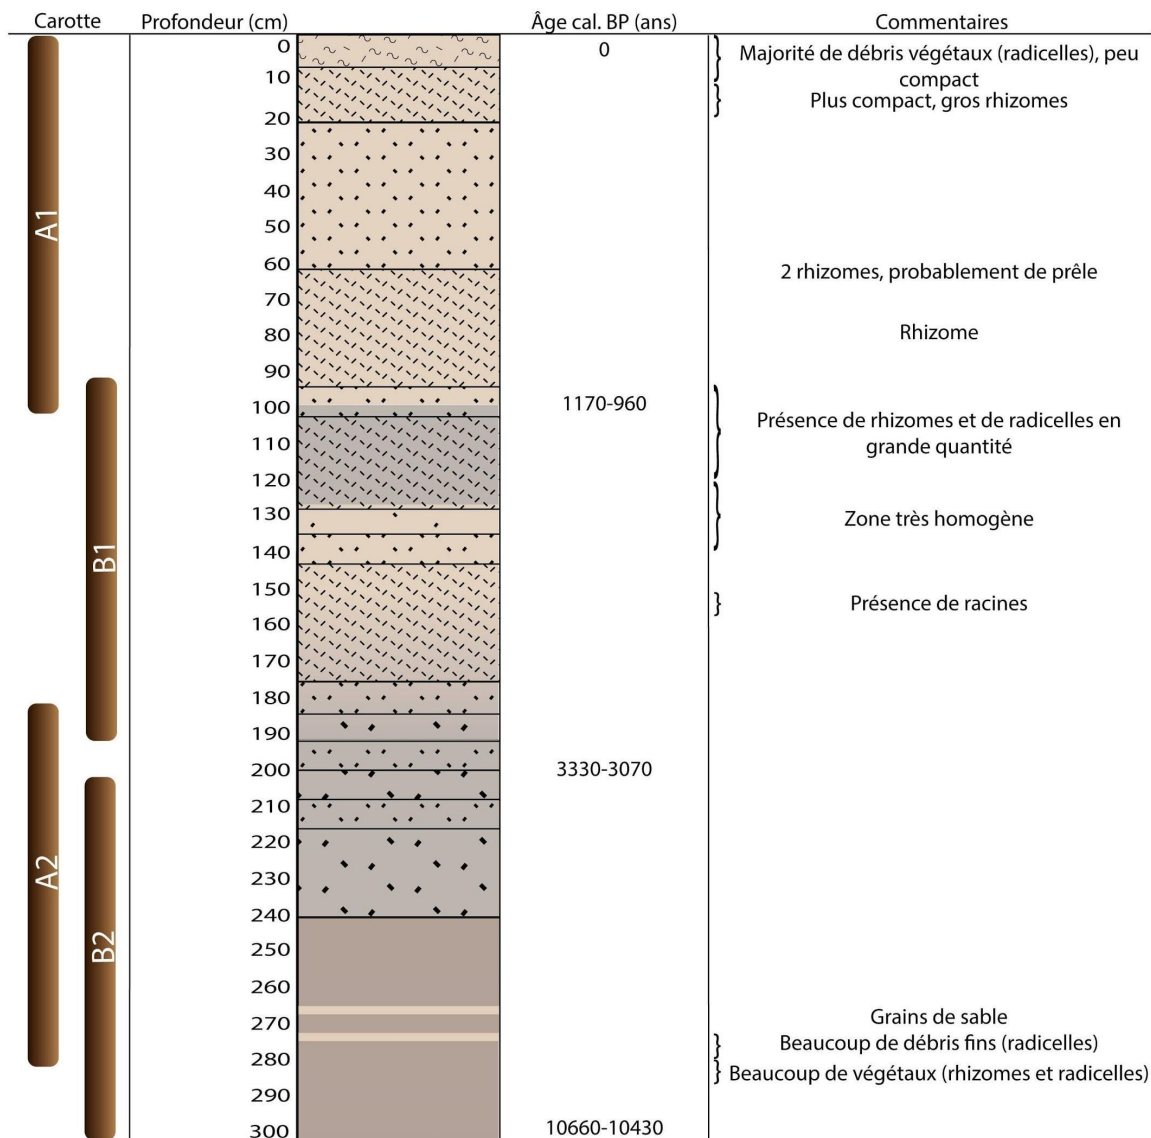 Carotte Profondeur (cm) Âge cal. BP (ans) Commentaires
0 0
Majorité de débris végétaux (radicelles), peu
compact
10
Plus compact, gros rhizomes
20
30
40
50
A1
60
2 rhizomes, probablement de prêle
70
80
Rhizome
90
100 1170-960
Présence de rhizomes et de radicelles en
grande quantité
110
120
130
Zone très homogène
140
B1
150
Présence de racines
160
170
180
190
200 3330-3070
210
220
230
A2
240
250
B2
260
Grains de sable
270
Beaucoup de débris fins (radicelles)
280
Beaucoup de végétaux (rhizomes et radicelles)
290
300 10660-10430